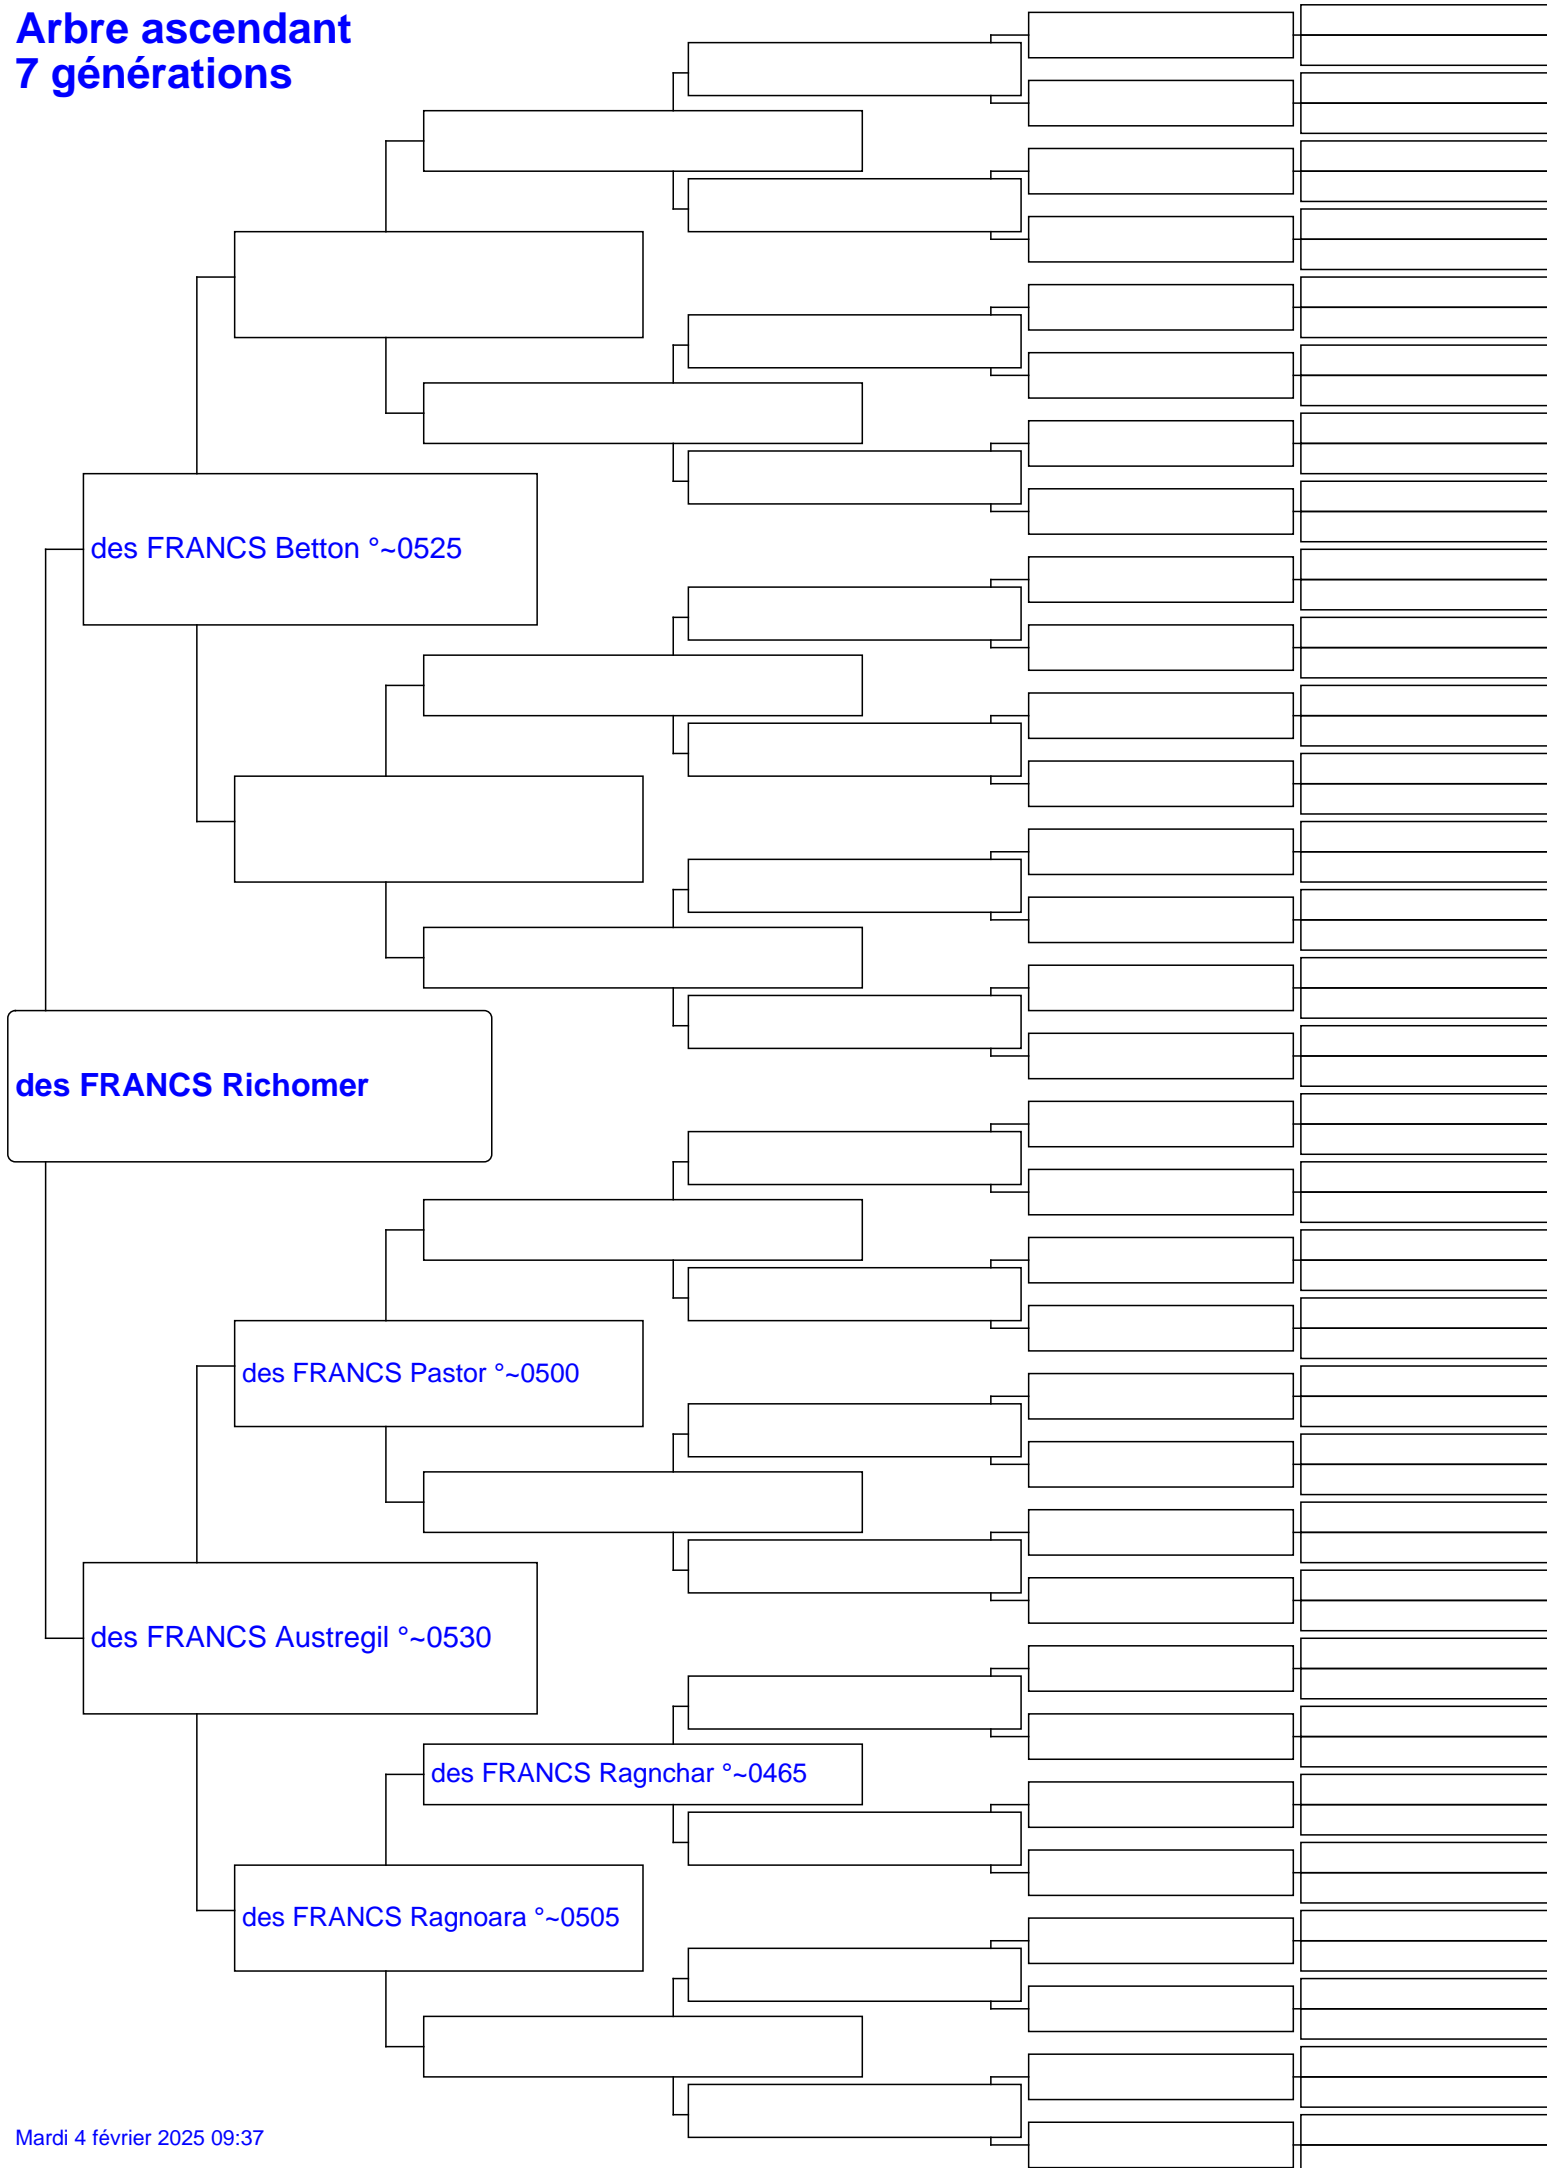 Arbre ascendant
7 générations
des FRANCS Betton °~0525
des FRANCS Richomer
des FRANCS Pastor °~0500
des FRANCS Austregil °~0530
des FRANCS Ragnchar °~0465
des FRANCS Ragnoara °~0505
Mardi 4 février 2025 09:37